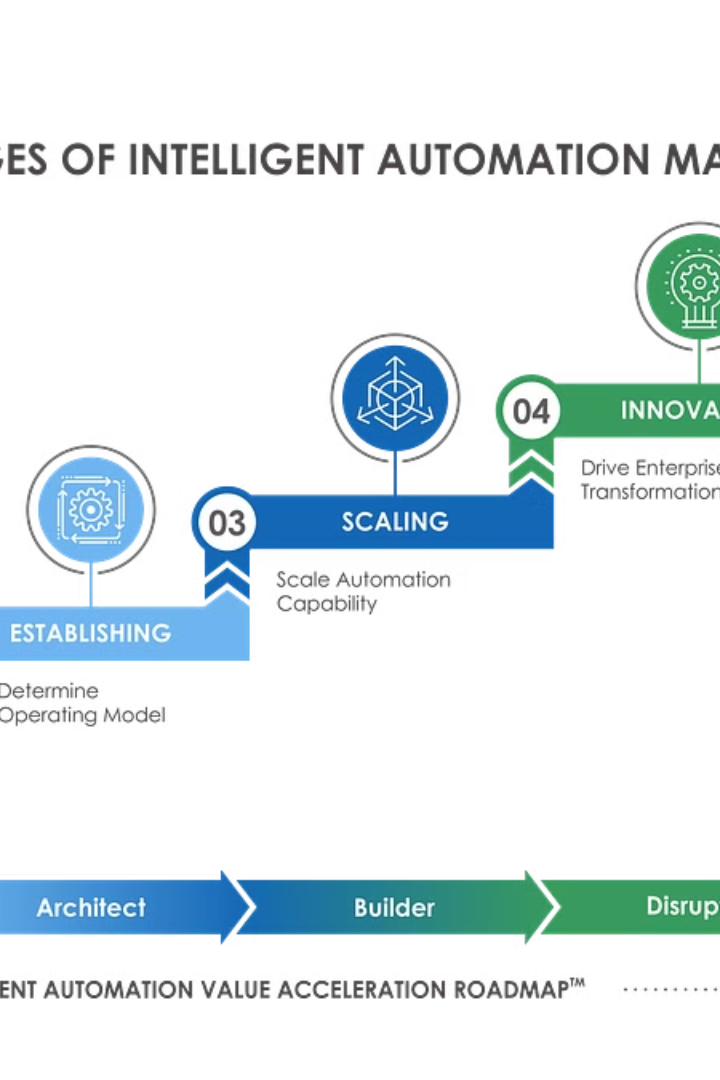 GES OF INTELLIGENT AUTOMATION MA
04
INNOVA
Drive Enterprise
Transformation
03
SCALING
Scale Automation
Capability
ESTABLISHING
Determine
Operating Model
Architect
Builder
Disrup
ENT AUTOMATION VALUE ACCELERATION ROADMAP™